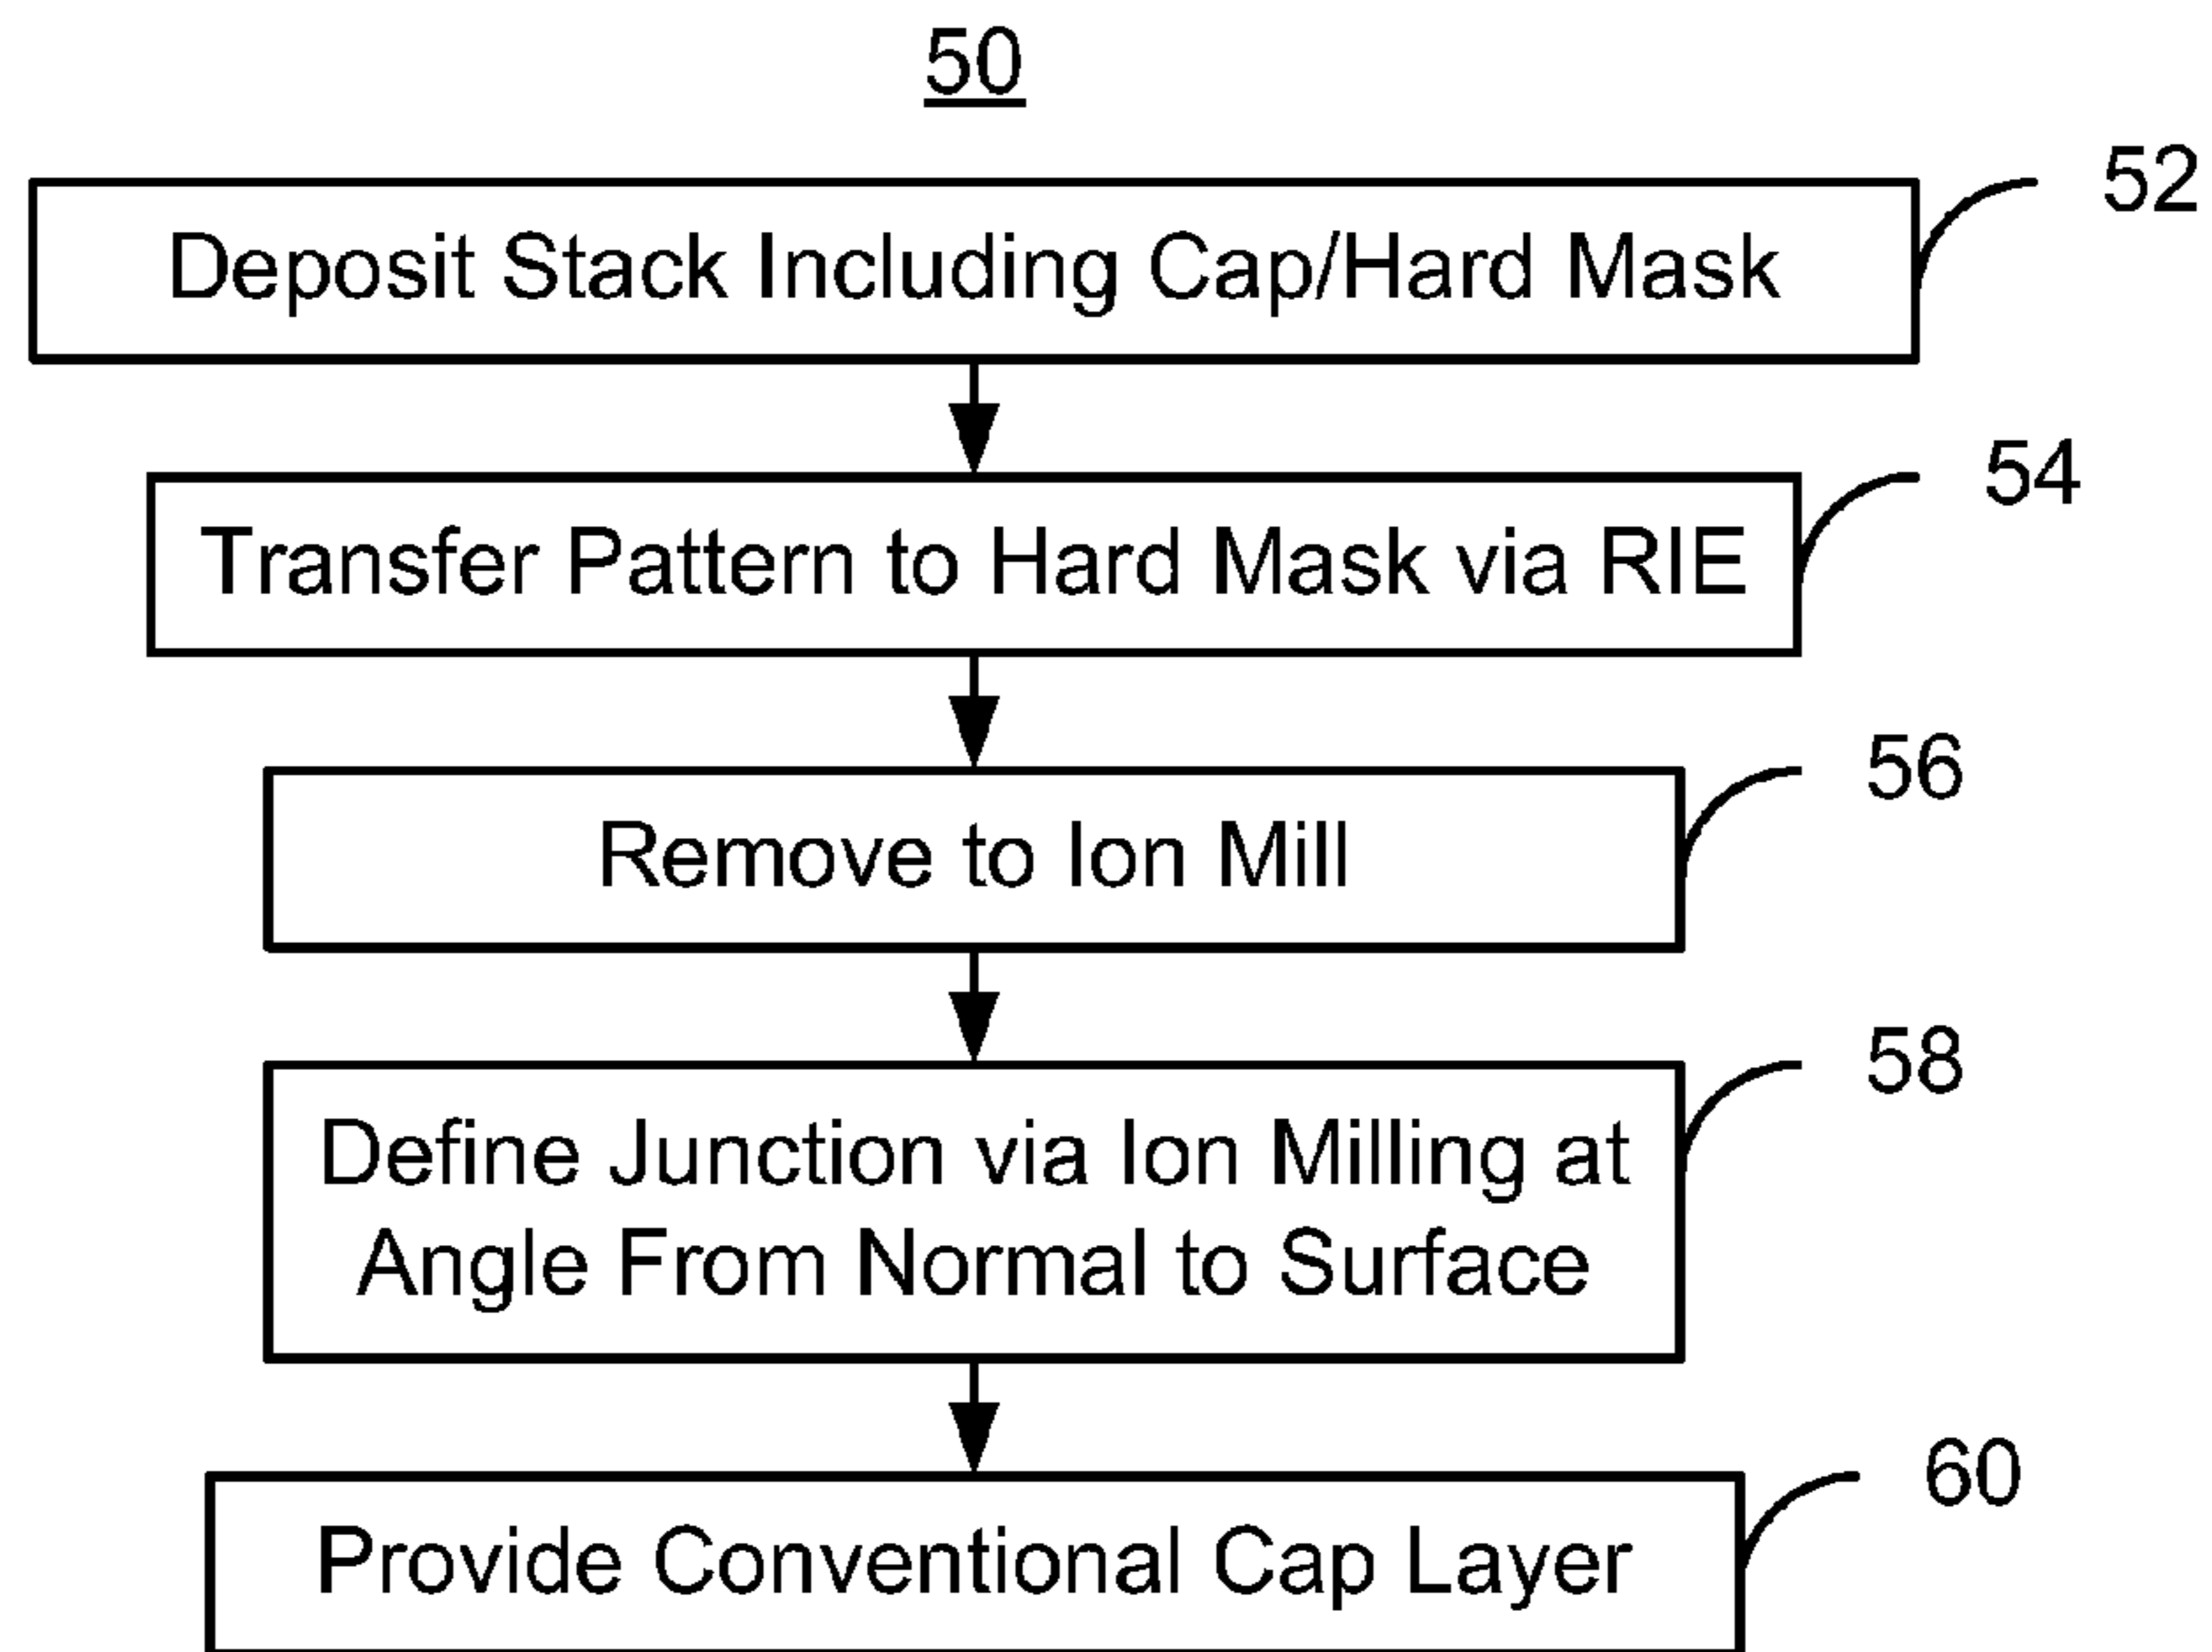 50
52
Deposit Stack Including Cap/Hard Mask
54
Transfer Pattern to Hard Mask via RIE
56
Remove to Ion Mill
58
Define Junction via Ion Milling at
Angle From Normal to Surface
60
Provide Conventional Cap Layer